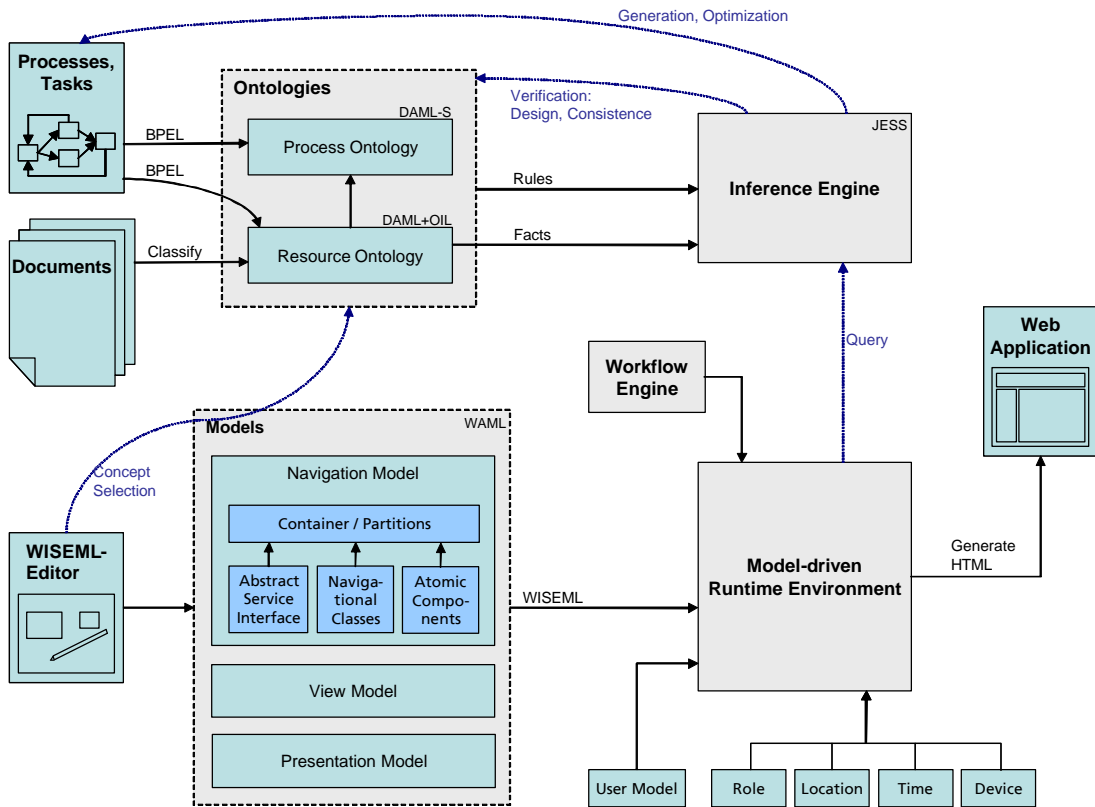 Generation, Optimization
Processes,
Tasks
Ontologies
Verification:
Design, Consistence
DAML-S
JESS
BPEL
Process Ontology
BPEL
Rules
Inference Engine
DAML+OIL
Facts
Classify
Resource Ontology
Documents
Web
Application
Query
Workflow
Engine
Models
WAML
Concept
Selection
Navigation Model
Container / Partitions
WISEML-
Editor
Abstract
Service
Interface
Naviga-
tional
Classes
Atomic
Compo-
nents
WISEML
Model-driven
Runtime Environment
Generate
HTML
View Model
Presentation Model
User Model
Role
Location
Time
Device